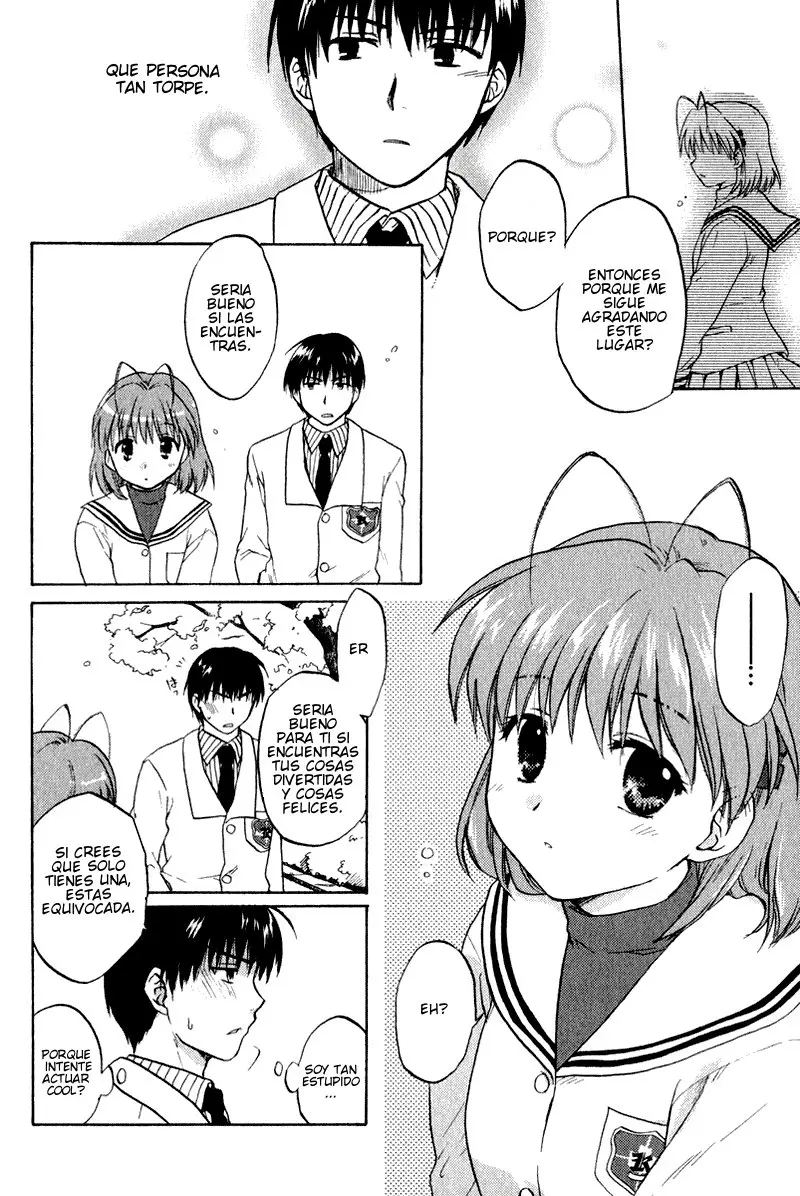 ENTONCES
PORQUE ME
SIGUE
AGRADANDO
ESTE
LUGAR?
PORQUE?
QUE PERSONA
TAN TORPE.
SERIA
BUENO
SI LAS
ENCUEN-
TRAS.
EH?
ER
SERIA
BUENO
PARA TI SI
ENCUENTRAS
TUS COSAS
DIVERTIDAS
Y COSAS
FELICES.
は
SI CREES
QUE SOLO
TIENES UNA,
ESTAS
EQUIVOCADA.
SOY TAN
ESTUPIDO
...
PORQUE
INTENTE
ACTUAR
COOL?